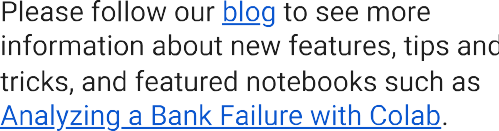 Please follow our blog to see more
information about new features, tips and
tricks, and featured notebooks such as
Analyzing a Bank Failure with Colab.